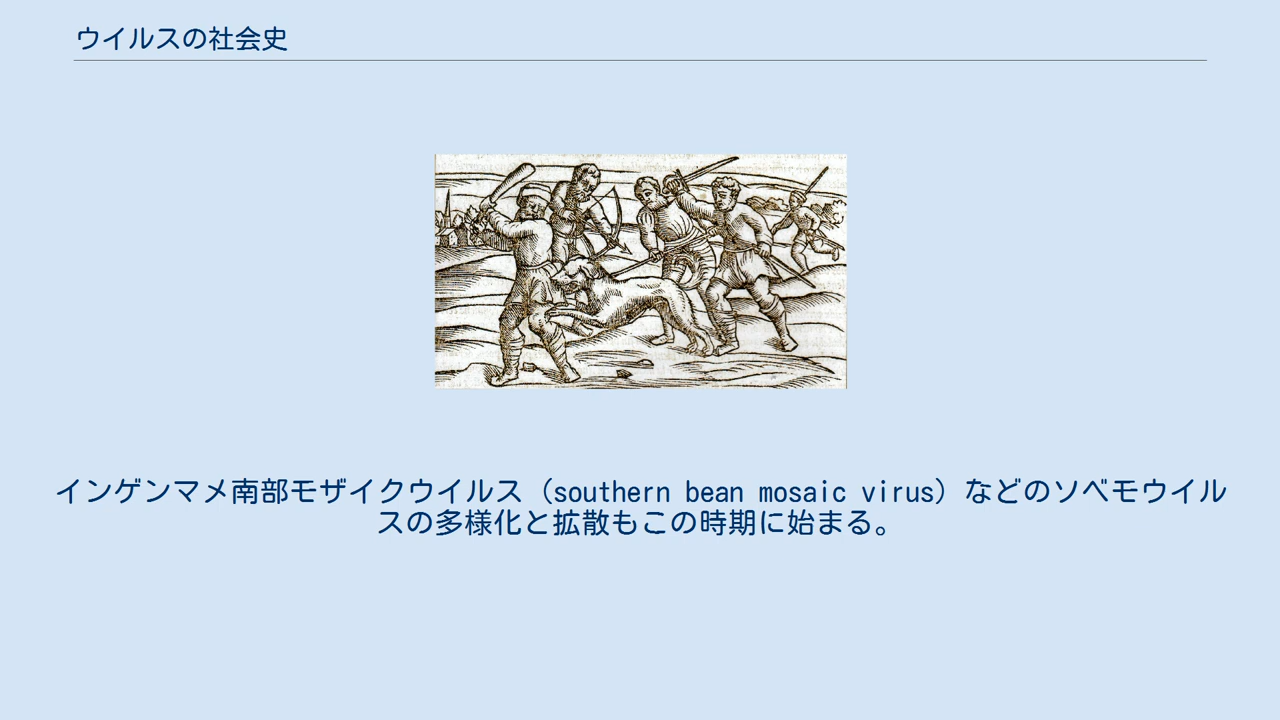 ウイルスの社会史
インゲンマメ南部モザイクウイルス（southern bean mosaic virus）などのソベモウイル
スの多様化と拡散もこの時期に始まる。